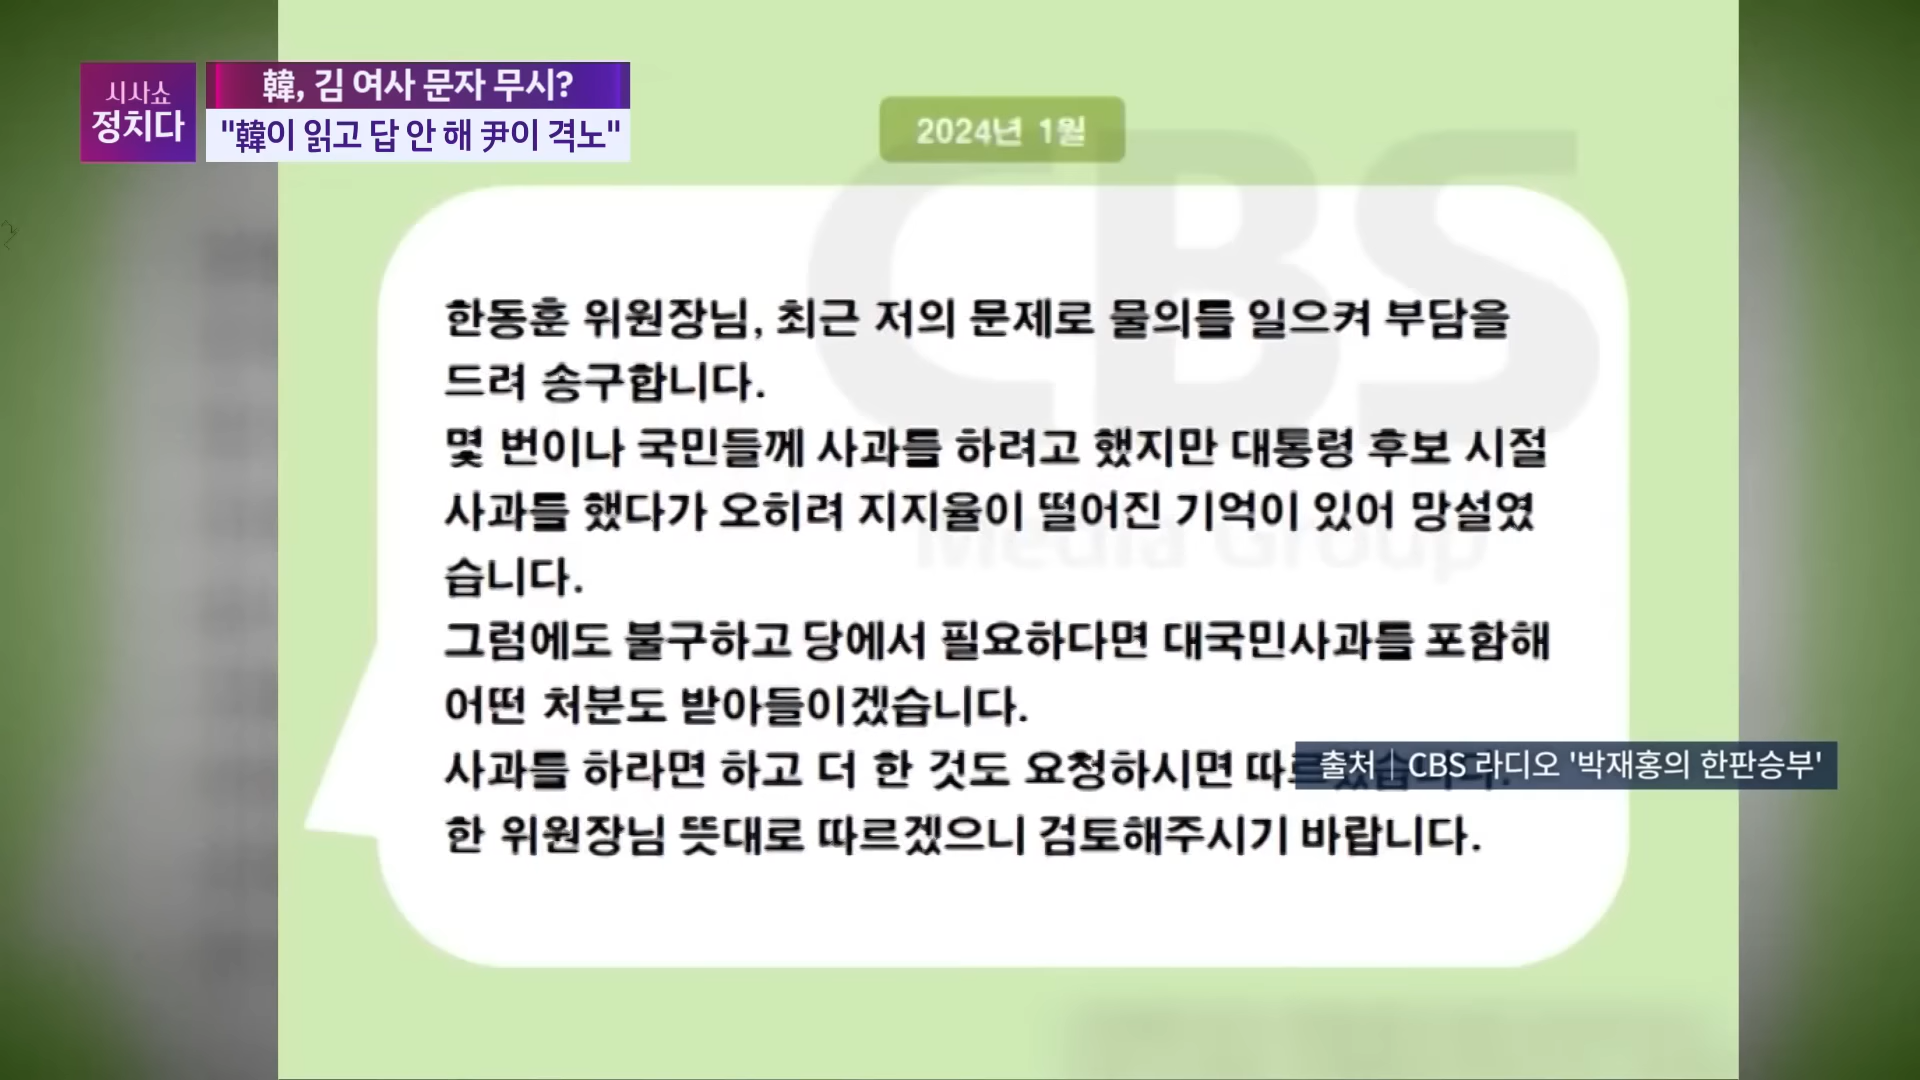 시사쇼
정치다
韓, 김 여사 문자 무시?
"韓이 읽고 답 안 해 尹이 격노"
2024년 1월
CBS
Media Group
한동훈 위원장님, 최근 저의 문제로 물의를 일으켜 부담을
드려 송구합니다.
몇 번이나 국민들께 사과를 하려고 했지만 대통령 후보 시절
사과를 했다가 오히려 지지율이 떨어진 기억이 있어 망설였
습니다.
그럼에도 불구하고 당에서 필요하다면 대국민사과를 포함해
어떤 처분도 받아들이겠습니다.
사과를 하라면 하고 더 한 것도 요청하시면
출처｜CBS 라디오 '박재홍의 한판승부'
한 위원장님 뜻대로 따르겠으니 검토해주시기 바랍니다.